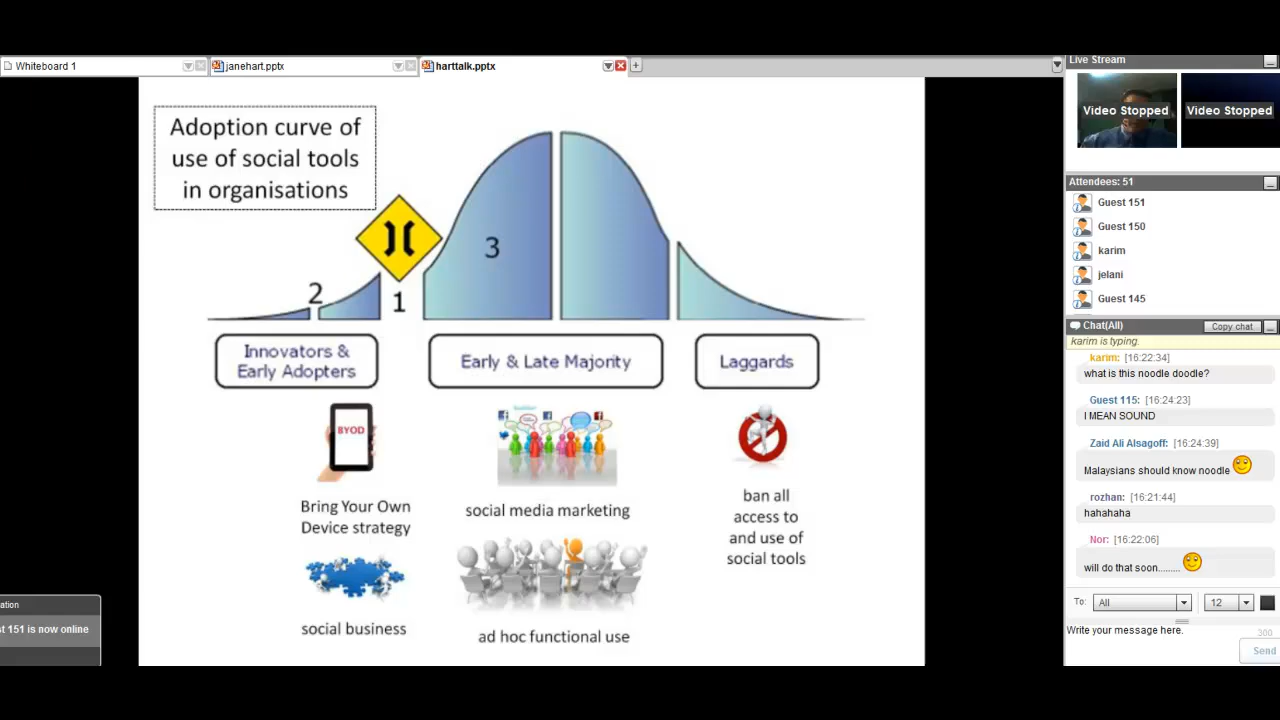 Whiteboard 1
janehart.pptx
harttalk.pptx
Adoption curve of
use of social tools
in organisations
2
1
3
Innovators &
Early Adopters
Early & Late Majority
Laggards
BYOD
Bring Your Own
Device strategy
social business
social media marketing
ad hoc functional use
ban all
access to
and use of
social tools
ation
st 151 is now online
Live Stream
Video Stopped
Video Stopped
Attendees: 51
Guest 151
Guest 150
karim
jelani
Guest 145
Chat(All)
Copy chat
karim is typing.
karim: [16:22:34]
what is this noodle doodle?
Guest 115: [16:24:23]
I MEAN SOUND
Zaid Ali Alsagoff: [16:24:39]
Malaysians should know noodle
rozhan: [16:21:44]
hahahaha
Nor: [16:22:06]
will do that soon.........
To: All 12
Write your message here.
300
Send